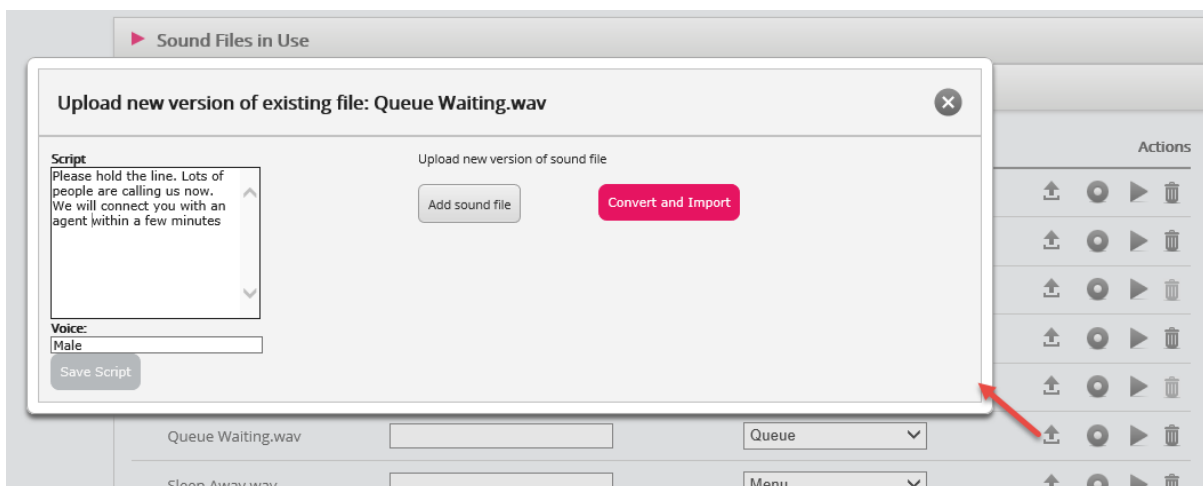 Sound Files in Use
Upload new version of existing file: Queue Waiting.wav
Actions
Script
Please hold the line. Lots of
people are calling us now.
We will connect you with an
agent within a few minutes
Upload new version of sound file
Add sound file
Convert and Import
Voice:
Male
Save Script
Queue Waiting.wav
Queue
Sleep Away.wav
Menu